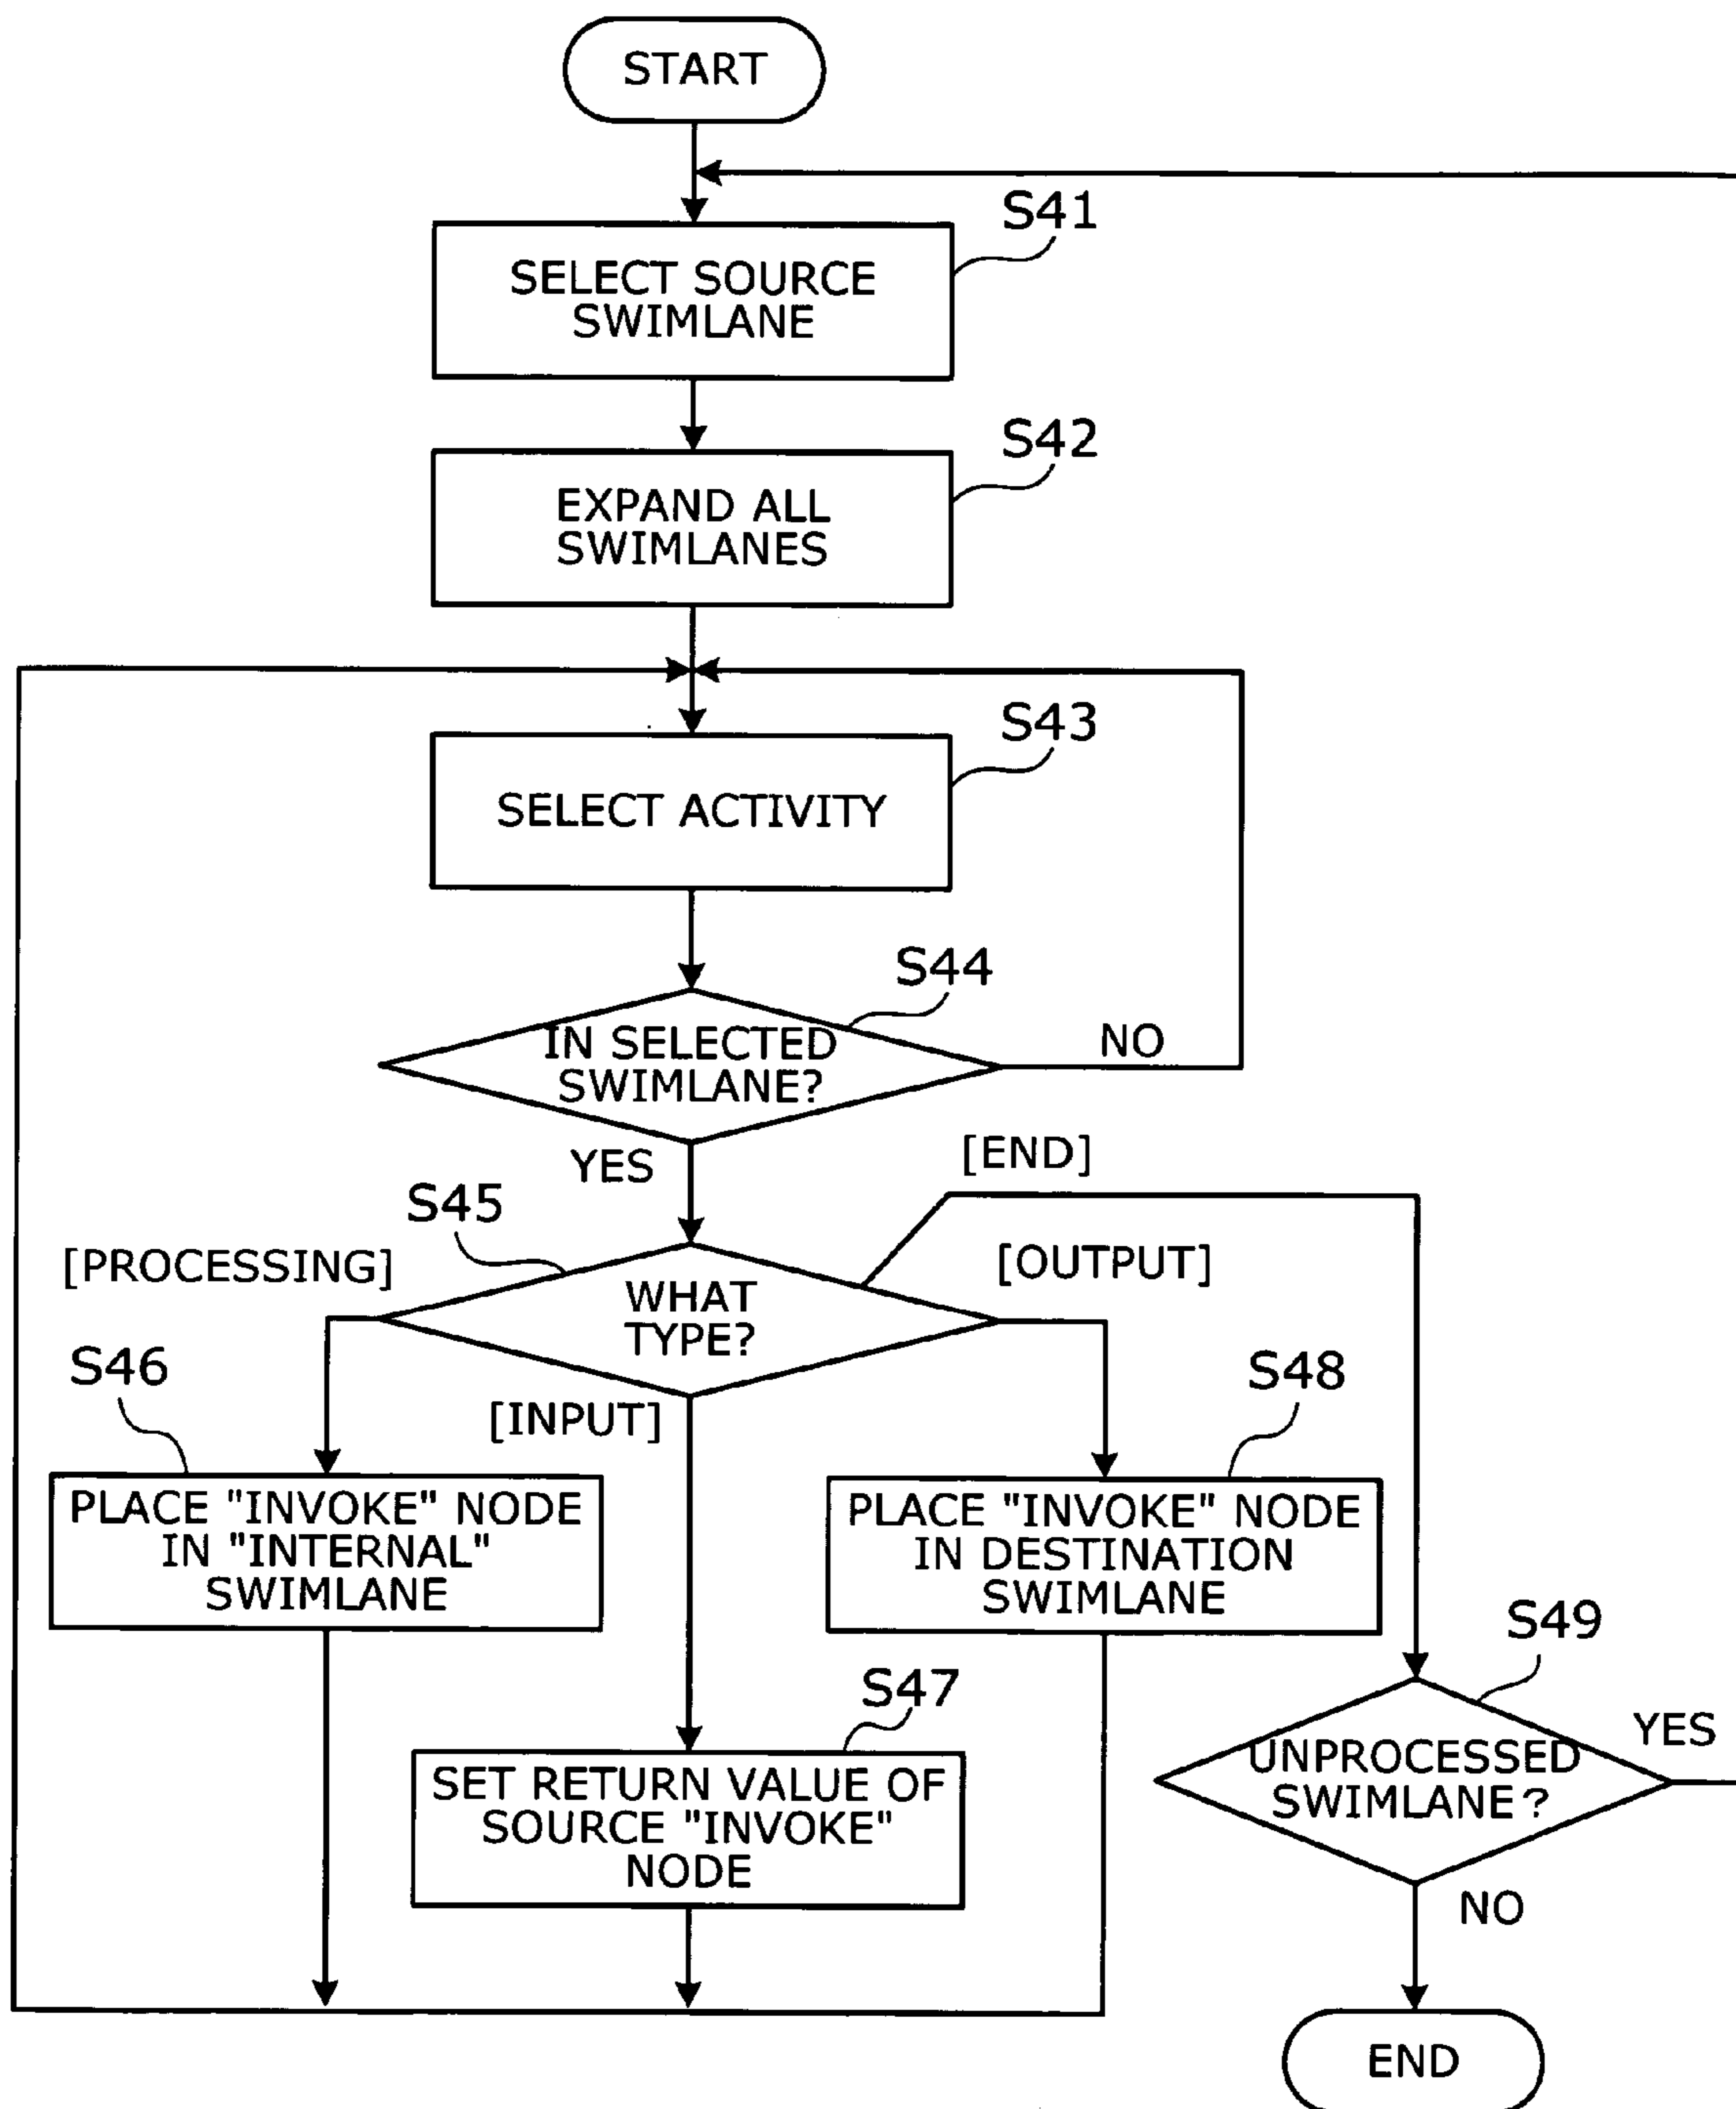 START
S41
SELECT SOURCE
SWIMLANE
S42
EXPAND ALL
SWIMLANES
S43
SELECT ACTIVITY
S44
IN SELECTED
SWIMLANE?
NO
YES
[END]
S45
[PROCESSING]
[OUTPUT]
WHAT
TYPE?
S46
S48
[INPUT]
PLACE "INVOKE" NODE
IN "INTERNAL"
SWIMLANE
PLACE "INVOKE" NODE
IN DESTINATION
SWIMLANE
S49
S47
YES
UNPROCESSED
SWIMLANE?
SET RETURN VALUE OF
SOURCE "INVOKE"
NODE
NO
END